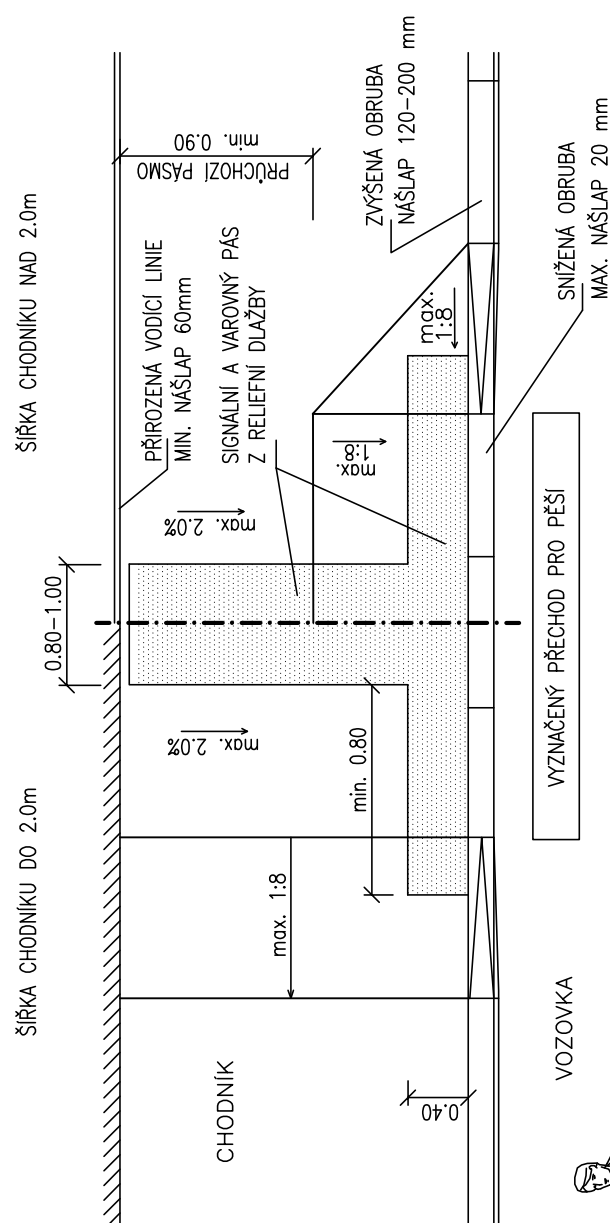 ŠÍŘKA CHODNÍKU DO 2.0m
ŠÍŘKA CHODNÍKU NAD 2.0m
0.80-1.00
PŘIROZENÁ VODÍCÍ LINIE
MIN. NÁŠLAP 60mm
PRŮCHOZÍ PÁSMO
min. 0.90
SIGNÁLNÍ A VAROVNÝ PÁS
Z RELIEFNÍ DLAŽBY
max. 2.0%
max. 2.0%
max. 1:8
min. 0.80
max.
1:8
max.
1:8
ZVÝŠENÁ OBRUBA
NÁŠLAP 120-200 mm
CHODNÍK
0.40
SNÍŽENÁ OBRUBA
MAX. NÁŠLAP 20 mm
VYZNAČENÝ PŘECHOD PRO PĚŠÍ
VOZOVKA